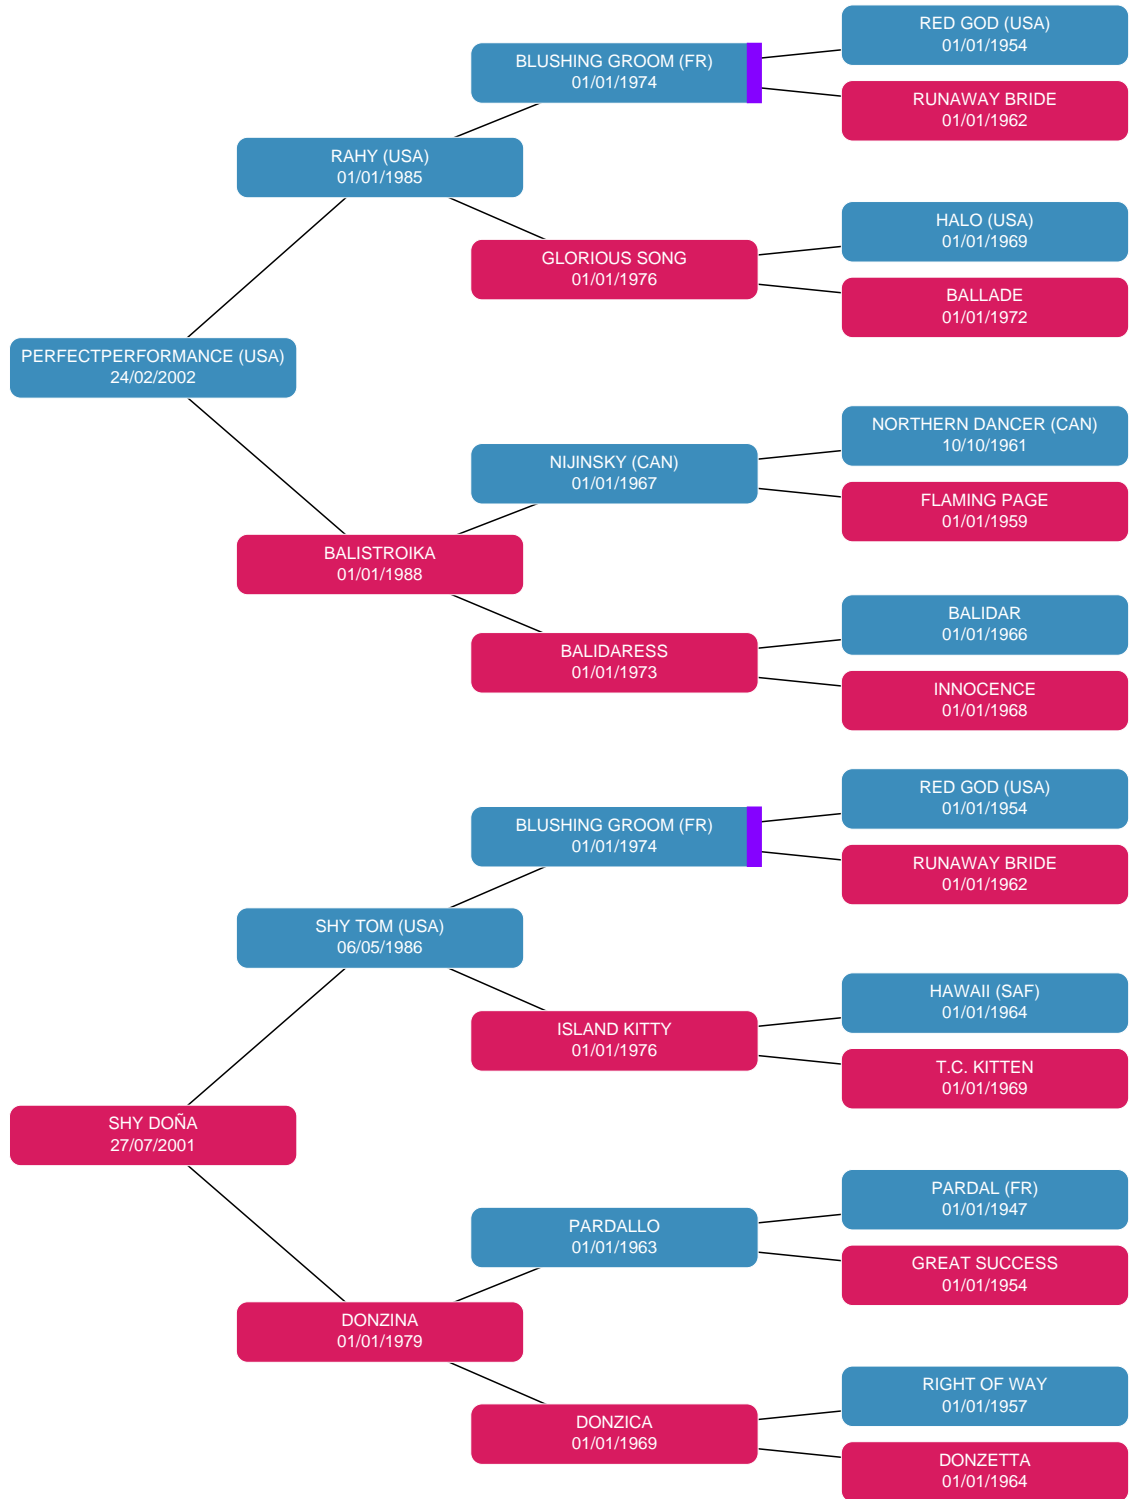 RED GOD (USA)
01/01/1954
BLUSHING GROOM (FR)
01/01/1974
RUNAWAY BRIDE
01/01/1962
RAHY (USA)
01/01/1985
HALO (USA)
01/01/1969
GLORIOUS SONG
01/01/1976
BALLADE
01/01/1972
PERFECTPERFORMANCE (USA)
24/02/2002
NORTHERN DANCER (CAN)
10/10/1961
NIJINSKY (CAN)
01/01/1967
FLAMING PAGE
01/01/1959
BALISTROIKA
01/01/1988
BALIDAR
01/01/1966
BALIDARESS
01/01/1973
INNOCENCE
01/01/1968
RED GOD (USA)
01/01/1954
BLUSHING GROOM (FR)
01/01/1974
RUNAWAY BRIDE
01/01/1962
SHY TOM (USA)
06/05/1986
HAWAII (SAF)
01/01/1964
ISLAND KITTY
01/01/1976
T.C. KITTEN
01/01/1969
SHY DOÑA
27/07/2001
PARDAL (FR)
01/01/1947
PARDALLO
01/01/1963
GREAT SUCCESS
01/01/1954
DONZINA
01/01/1979
RIGHT OF WAY
01/01/1957
DONZICA
01/01/1969
DONZETTA
01/01/1964